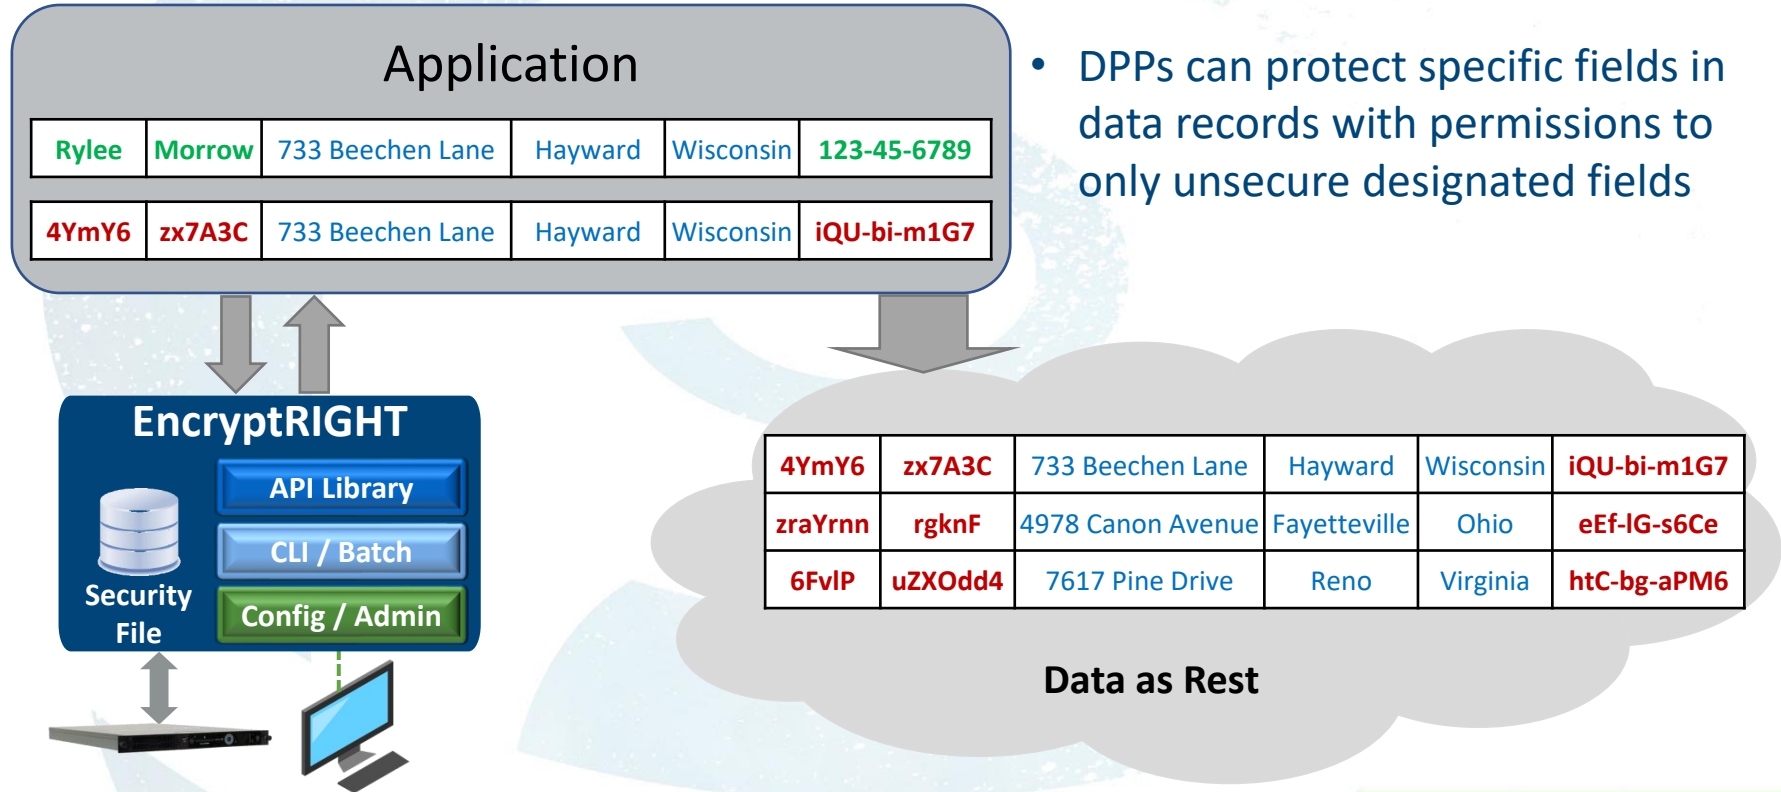 Application
Rylee Morrow 733 Beechen Lane Hayward Wisconsin 123-45-6789
4YmY6 zx7A3C 733 Beechen Lane Hayward Wisconsin iQU-bi-m1G7
• DPPs can protect specific fields in
data records with permissions to
only unsecure designated fields
EncryptRIGHT
API Library
CLI / Batch
Config / Admin
Security
File
4YmY6 zx7A3C 733 Beechen Lane Hayward Wisconsin iQU-bi-m1G7
zraYrnn rgknF 4978 Canon Avenue Fayetteville Ohio eEf-lG-s6Ce
6FvlP uZXOdd4 7617 Pine Drive Reno Virginia htC-bg-aPM6
Data as Rest